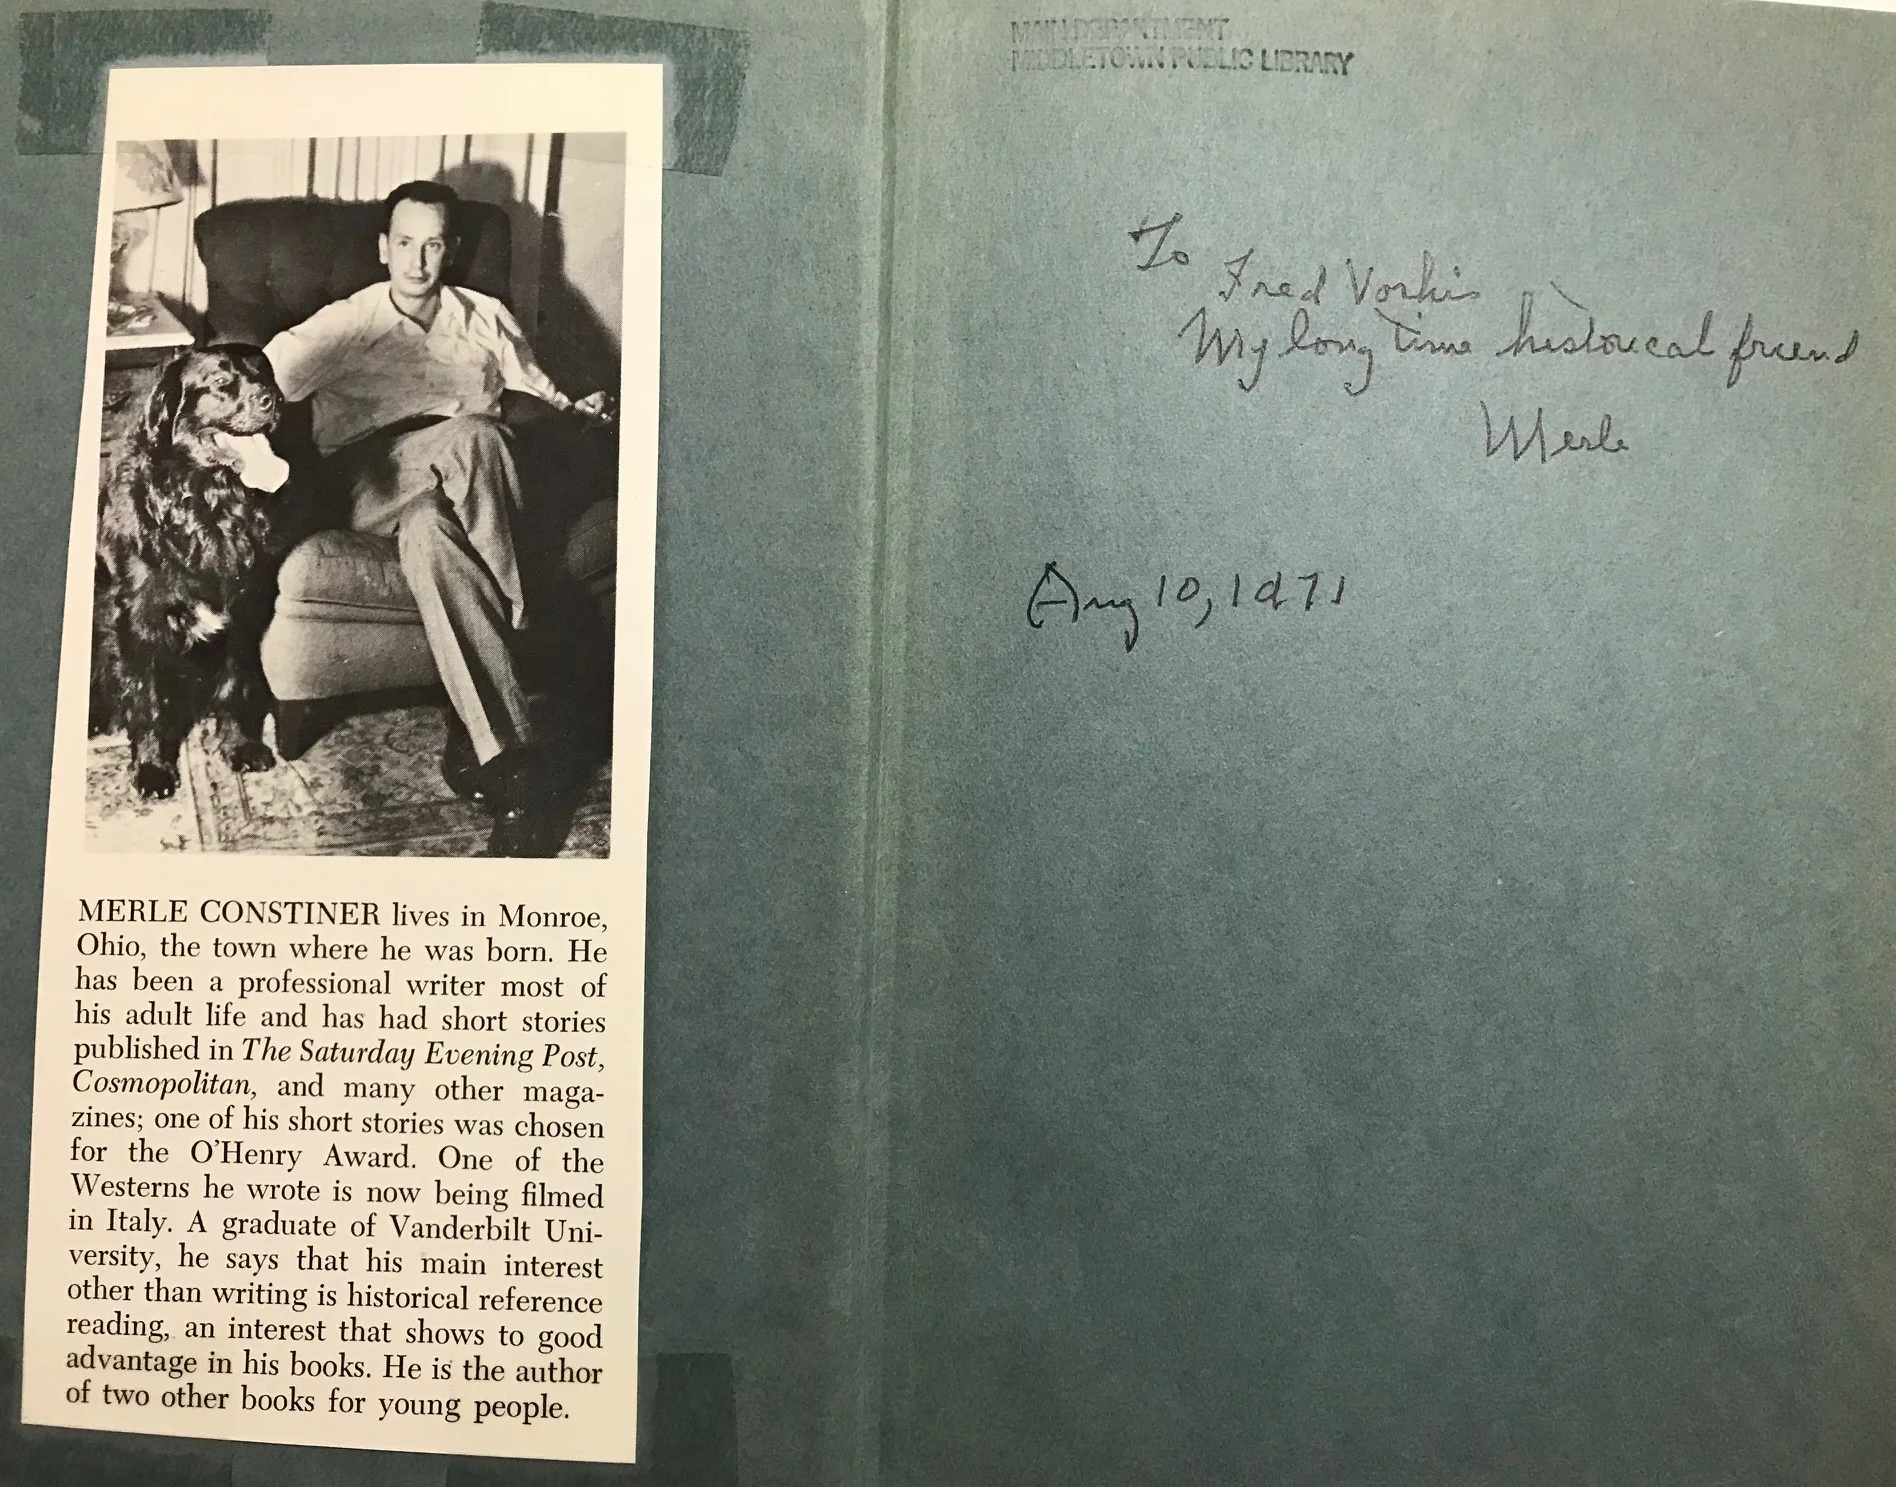 MERLE CONSTINER lives in Monroe,
Ohio, the town where he was born. He
has been a professional writer most of
his adult life and has had short stories
published in The Saturday Evening Post,
Cosmopolitan, and many other maga-
zines; one of his short stories was chosen
for the O'Henry Award. One of the
Westerns he wrote is now being filmed
in Italy. A graduate of Vanderbilt Uni-
versity, he says that his main interest
other than writing is historical reference
reading, an interest that shows to good
advantage in his books. He is the author
of two other books for young people.
MAIN DEPARTMENT
MIDDLETOWN PUBLIC LIBRARY
To
Fred Vorhis
My long time historical friend
Merle
Aug 10, 1971